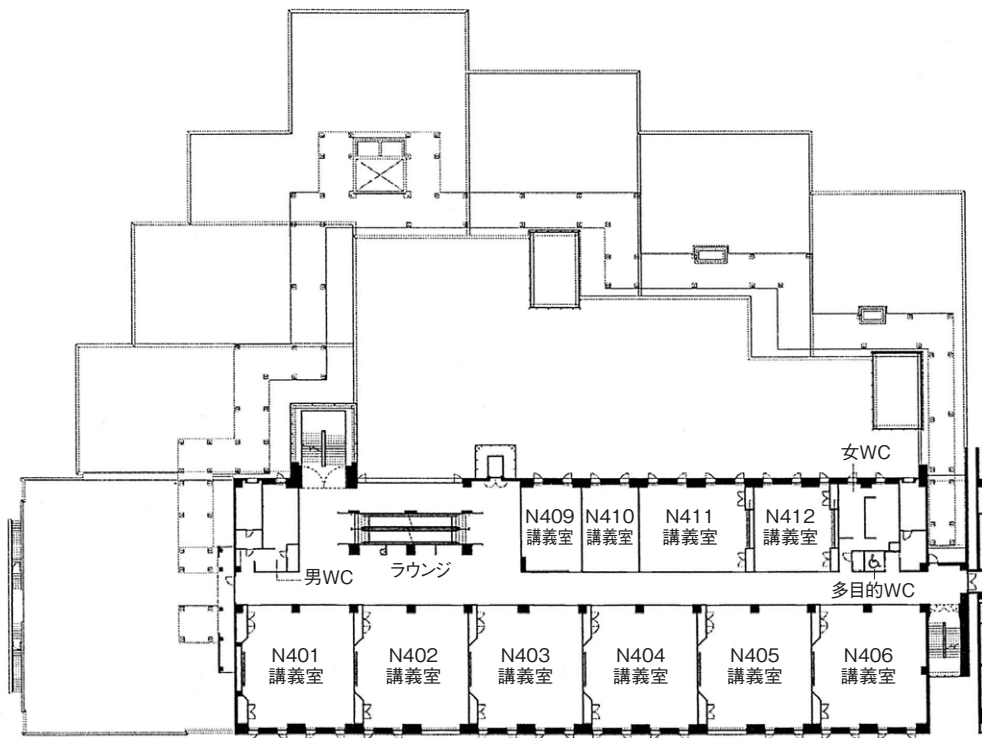 女WC
N409
講義室
N410
講義室
N411
講義室
N412
講義室
ラウンジ
男WC
多目的WC
N401
講義室
N402
講義室
N403
講義室
N404
講義室
N405
講義室
N406
講義室